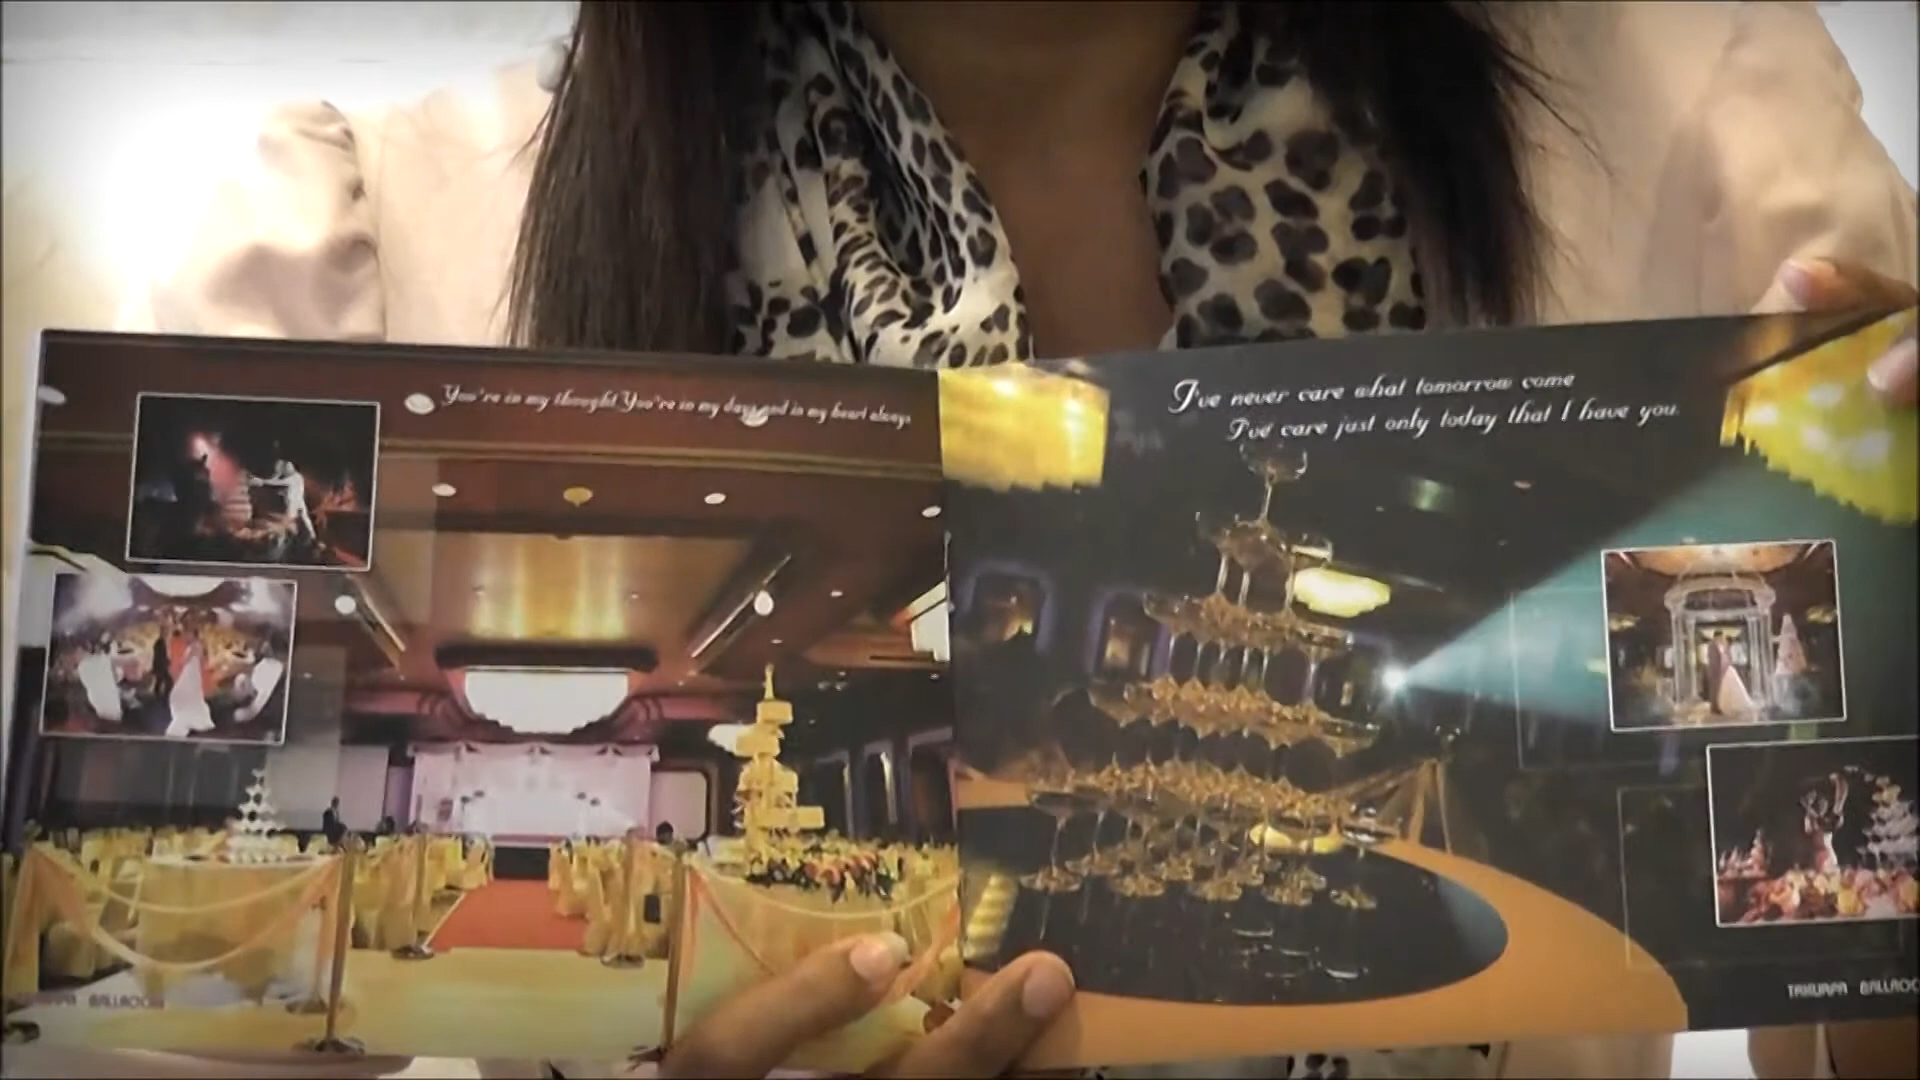 You're in my thought You're in my days and in my heart always
I've never care what tomorrow come
I've care just only today that I have you.
BALLROOM